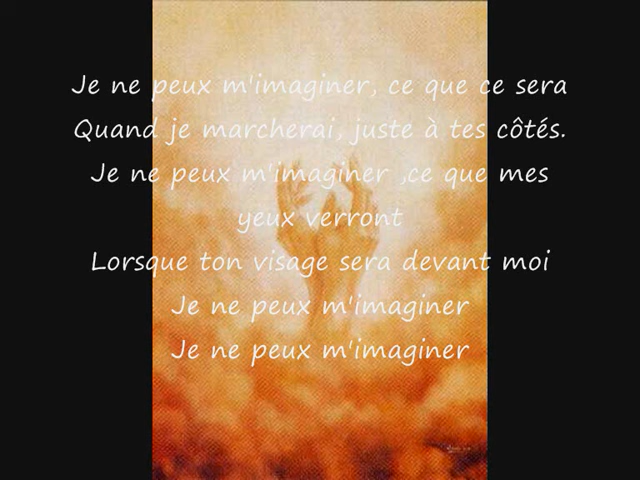 Je ne peux m'imaginer, ce que ce sera
Quand je marcherai, juste à tes côtés.
Je ne peux m'imaginer ,ce que mes
yeux verront
Lorsque ton visage sera devant moi
Je ne peux m'imaginer
Je ne peux m'imaginer